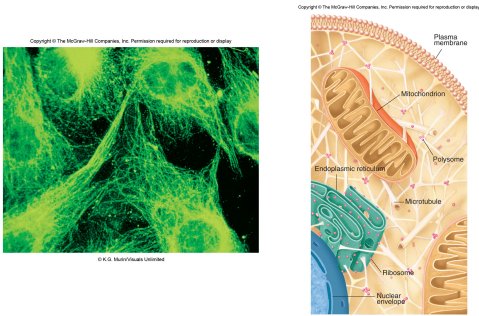 Copyright © The McGraw-Hill Companies, Inc. Permission required for reproduction or display
© K.G. Murin/Visuals Unlimited
Copyright © The McGraw-Hill Companies, Inc. Permission required for reproduction or display
Plasma
membrane
Mitochondrion
Polysome
Endoplasmic reticulum
Microtubule
Ribosome
Nuclear
envelope